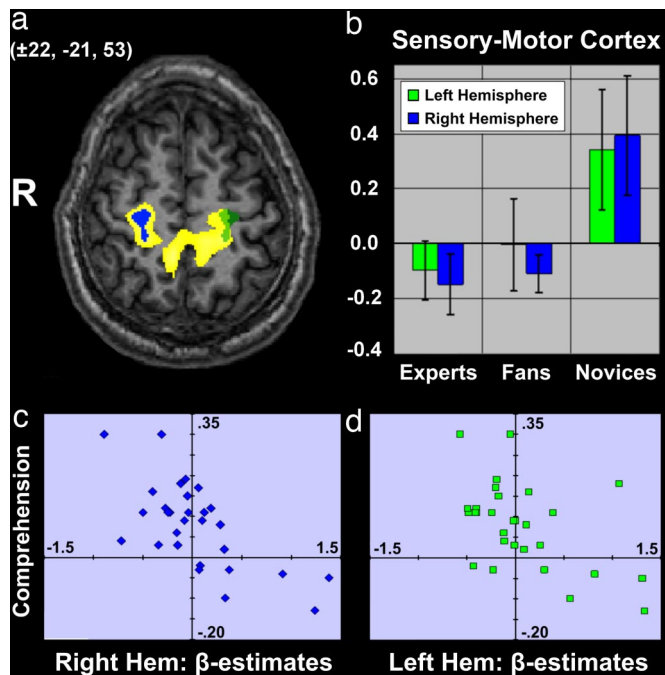 a
(±22, -21, 53)
R
b
Sensory-Motor Cortex
0.6
0.4
0.2
0.0
-0.2
-0.4
Left Hemisphere
Right Hemisphere
Experts Fans Novices
c
Comprehension
.35
-1.5 1.5
-.20
Right Hem: β-estimates
d
.35
-1.5 1.5
-.20
Left Hem: β-estimates